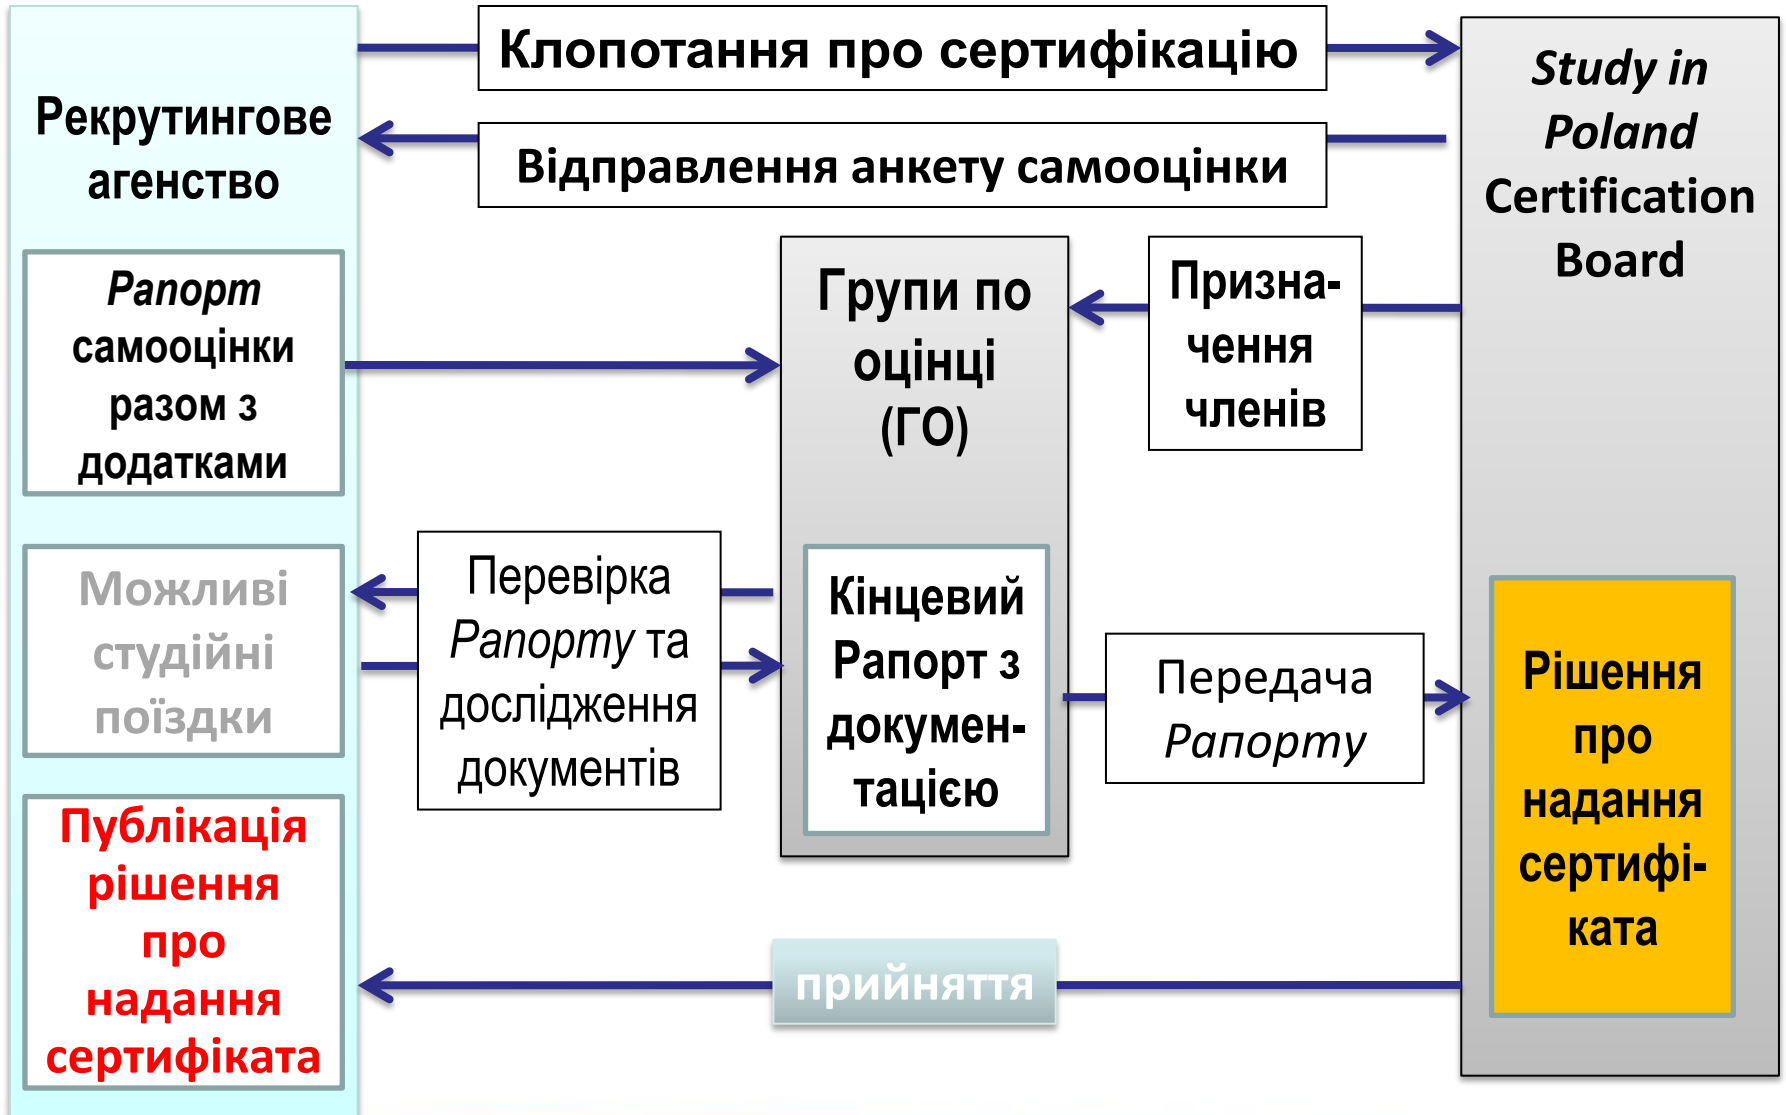 Клопотання про сертифікацію
Study in
Poland
Certification
Board
Рекрутингове
агенство
Відправлення анкету самооцінки
Рапорт
самооцінки
разом з
додатками
Групи по
оцінці
(ГО)
Призна-
чення
членів
Можливі
студійні
поїздки
Перевірка
Рапорту та
дослідження
документів
Кінцевий
Рапорт з
докумен-
тацією
Передача
Рапорту
Рішення
про
надання
сертифі-
ката
Публікація
рішення
про
надання
сертифіката
прийняття